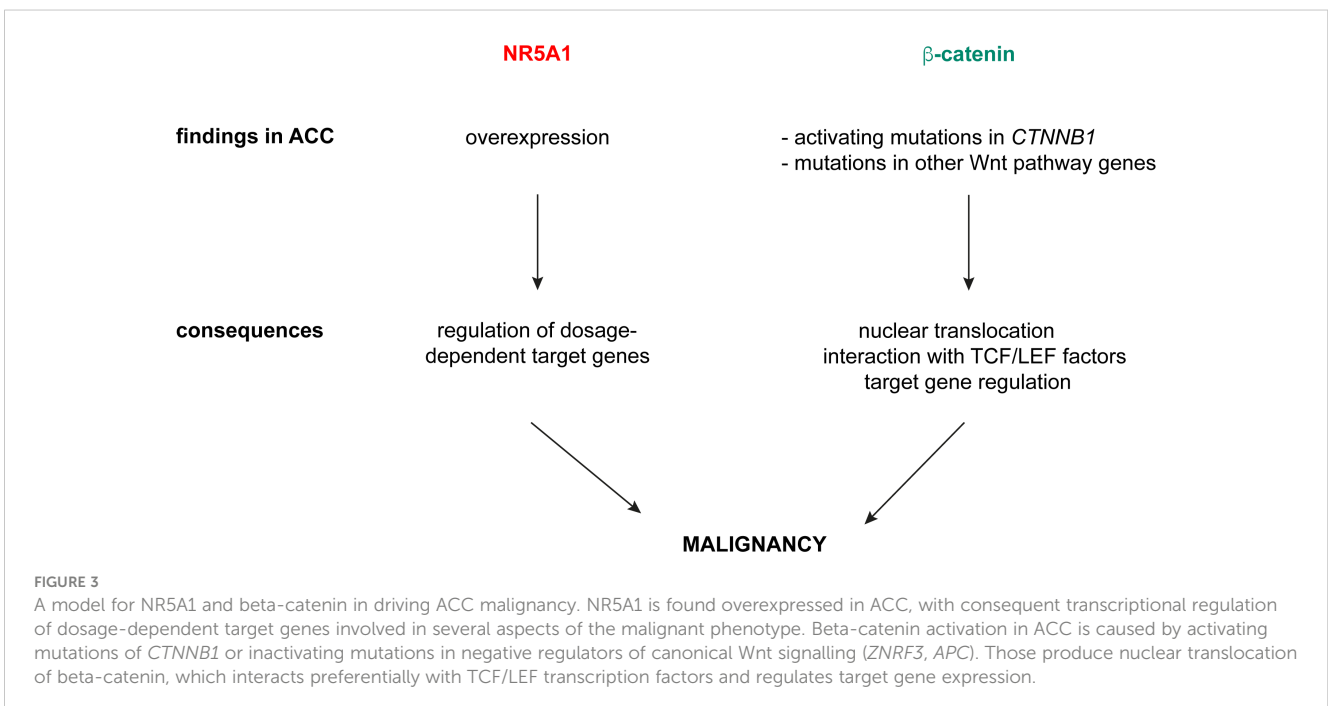 NR5A1
β-catenin
findings in ACC
overexpression
- activating mutations in CTNNB1
- mutations in other Wnt pathway genes
consequences
regulation of dosage-
dependent target genes
nuclear translocation
interaction with TCF/LEF factors
target gene regulation
MALIGNANCY
FIGURE 3
A model for NR5A1 and beta-catenin in driving ACC malignancy. NR5A1 is found overexpressed in ACC, with consequent transcriptional regulation
of dosage-dependent target genes involved in several aspects of the malignant phenotype. Beta-catenin activation in ACC is caused by activating
mutations of CTNNB1 or inactivating mutations in negative regulators of canonical Wnt signalling (ZNRF3, APC). Those produce nuclear translocation
of beta-catenin, which interacts preferentially with TCF/LEF transcription factors and regulates target gene expression.